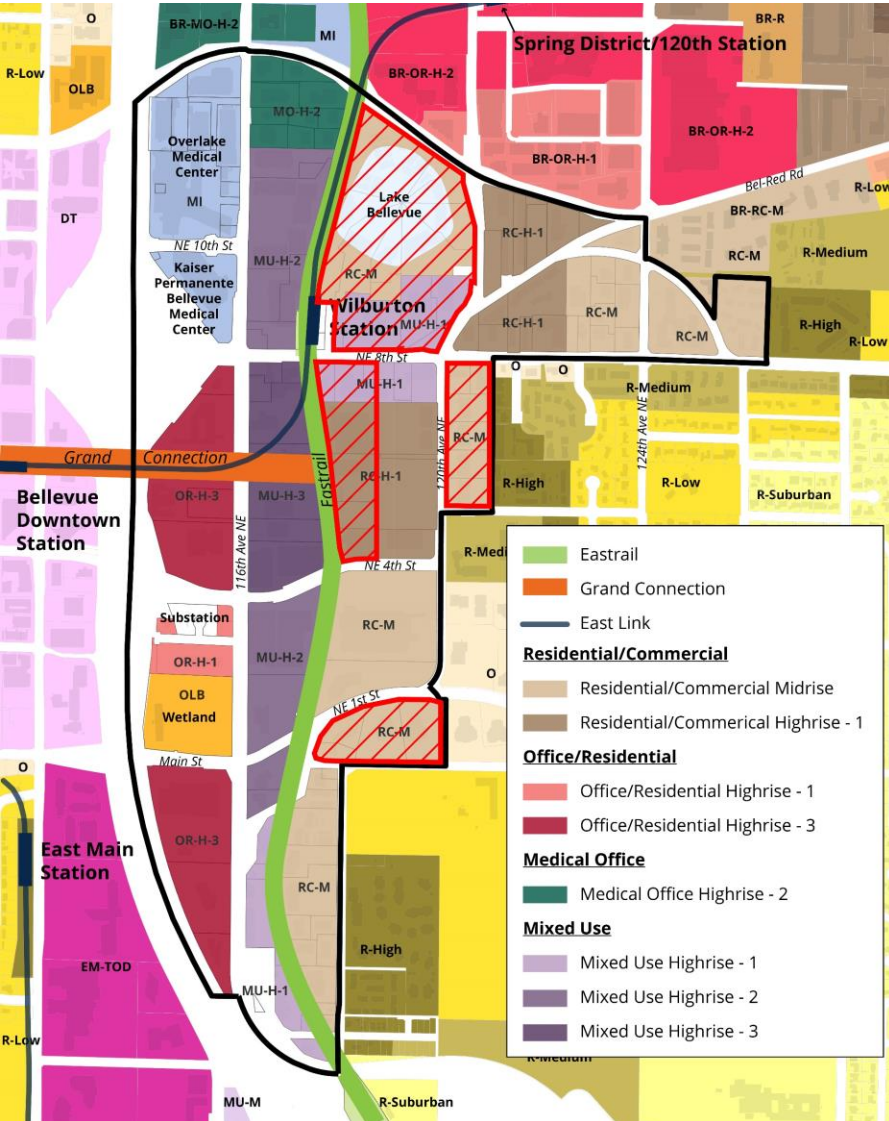 O
BR-MO-H-2
MI
BR-R
Spring District/120th Station
R-Low
OLB
BR-OR-H-2
MO-H-2
BR-OR-H-2
Overlake
Medical
Center
MI
BR-OR-H-1
Bel-Red Rd
R-Low
DT
Lake
Bellevue
BR-RC-M
NE 10th St
RC-H-1
RC-M
R-Medium
MU-H-2
Kaiser
Permanente
Bellevue
Medical
Center
RC-M
Wilburton
Station
MU-H-1
RC-H-1
RC-M
RC-M
R-High
R-Low
NE 8th St
O
O
MU-H-1
R-Medium
124th Ave NE
120th Ave NE
RC-M
Grand Connection
Eastrail
RC-H-1
R-High
R-Low
R-Suburban
Bellevue
Downtown
Station
OR-H-3
MU-H-3
116th Ave NE
NE 4th St
R-Medi
Substation
RC-M
OR-H-1
MU-H-2
OLB
Wetland
O
NE 1st St
RC-M
Main St
O
East Main
Station
OR-H-3
RC-M
R-High
EM-TOD
MU-H-1
R-Low
R-Medium
MU-M
R-Suburban
Eastrail
Grand Connection
East Link
Residential/Commercial
Residential/Commercial Midrise
Residential/Commerical Highrise - 1
Office/Residential
Office/Residential Highrise - 1
Office/Residential Highrise - 3
Medical Office
Medical Office Highrise - 2
Mixed Use
Mixed Use Highrise - 1
Mixed Use Highrise - 2
Mixed Use Highrise - 3